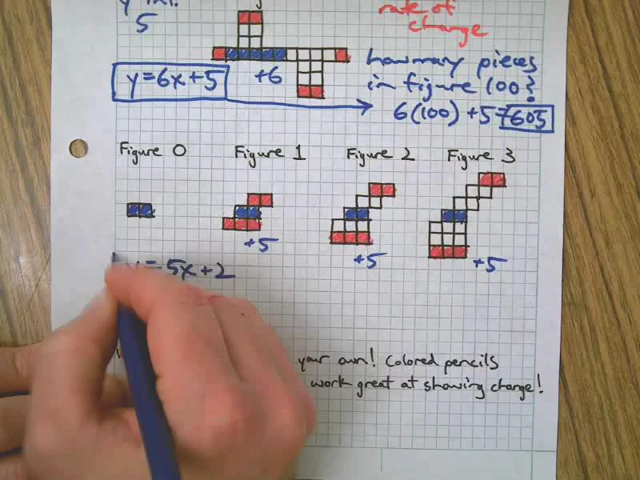 y int.
5
rate of
change
+6
how many pieces
in figure 100?
y=6x+5
6(100)+5=605
Figure 0 Figure 1 Figure 2 Figure 3
+5 +5 +5
y=5x+2
your own! Colored pencils
work great at showing change!